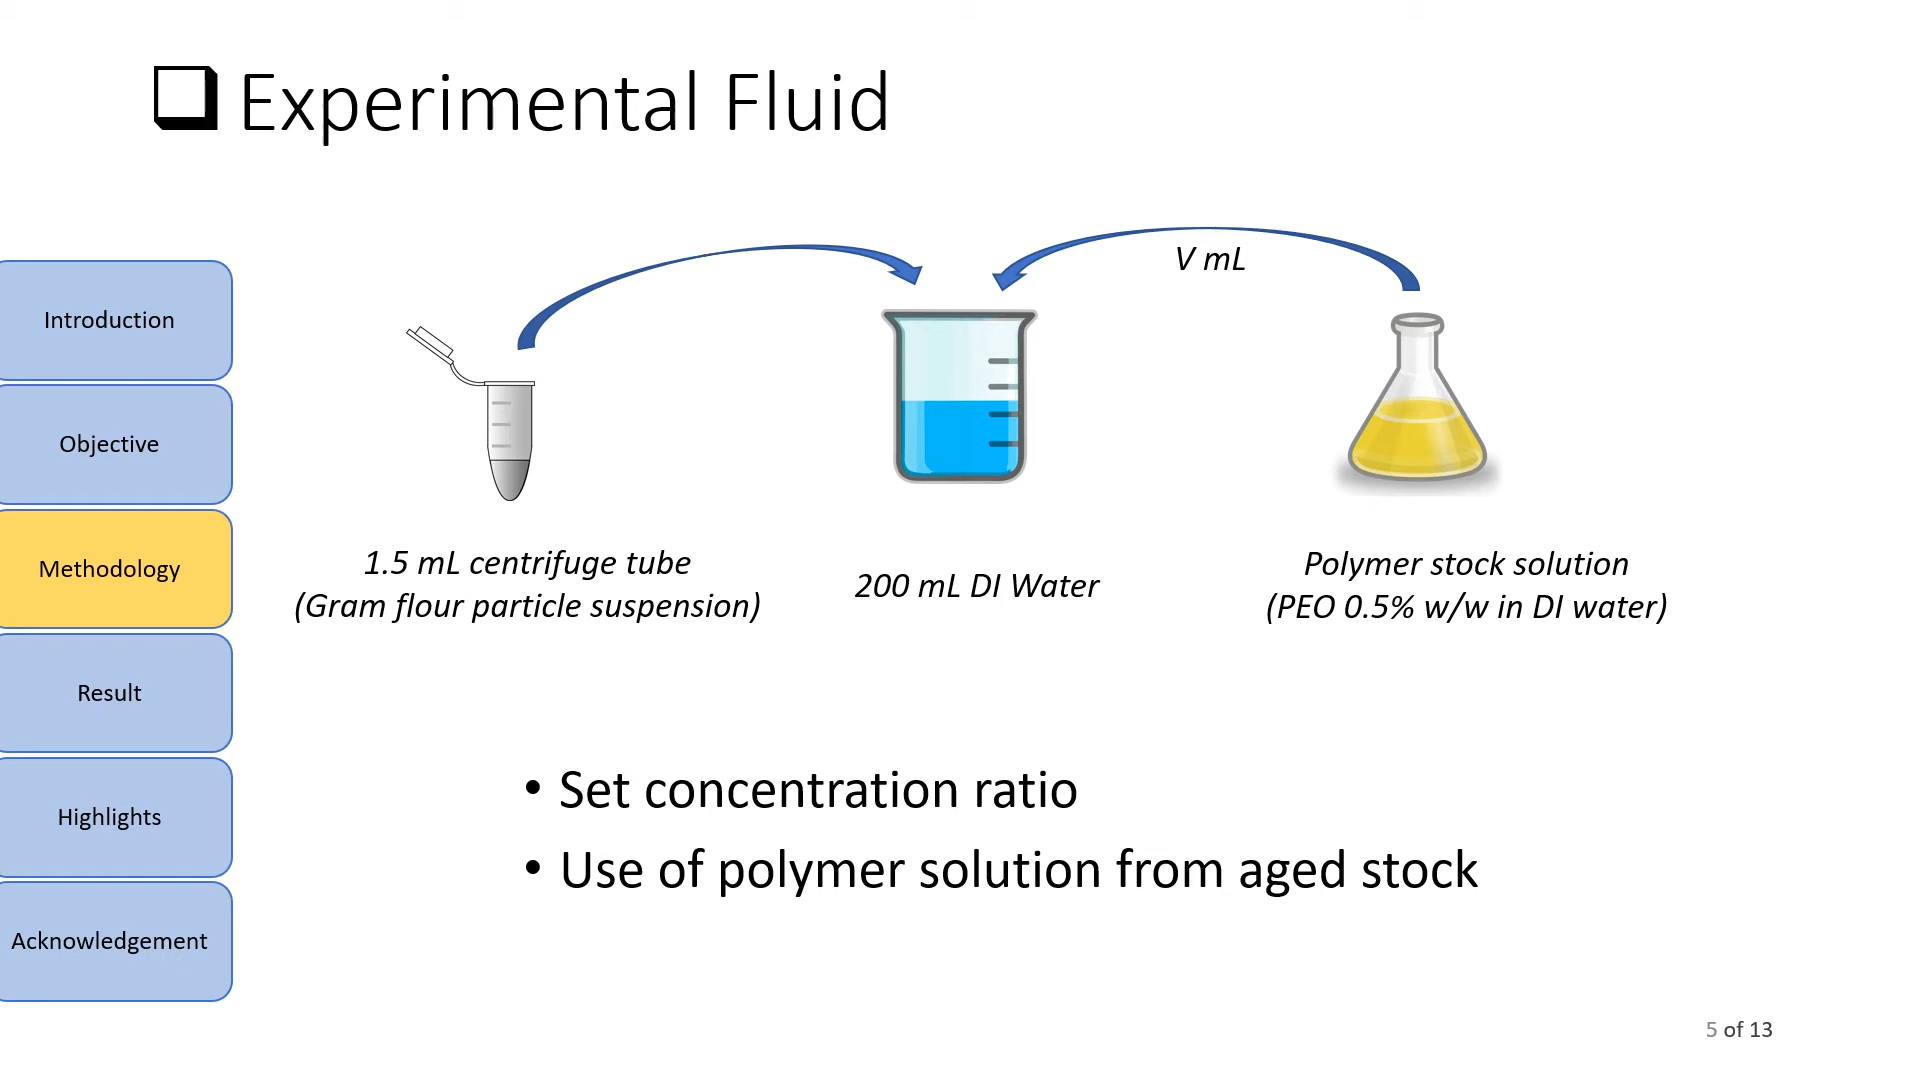 Experimental Fluid
V mL
Introduction
Objective
Methodology
Result
Highlights
Acknowledgement
1.5 mL centrifuge tube
(Gram flour particle suspension)
200 mL DI Water
Polymer stock solution
(PEO 0.5% w/w in DI water)
• Set concentration ratio
• Use of polymer solution from aged stock
5 of 13